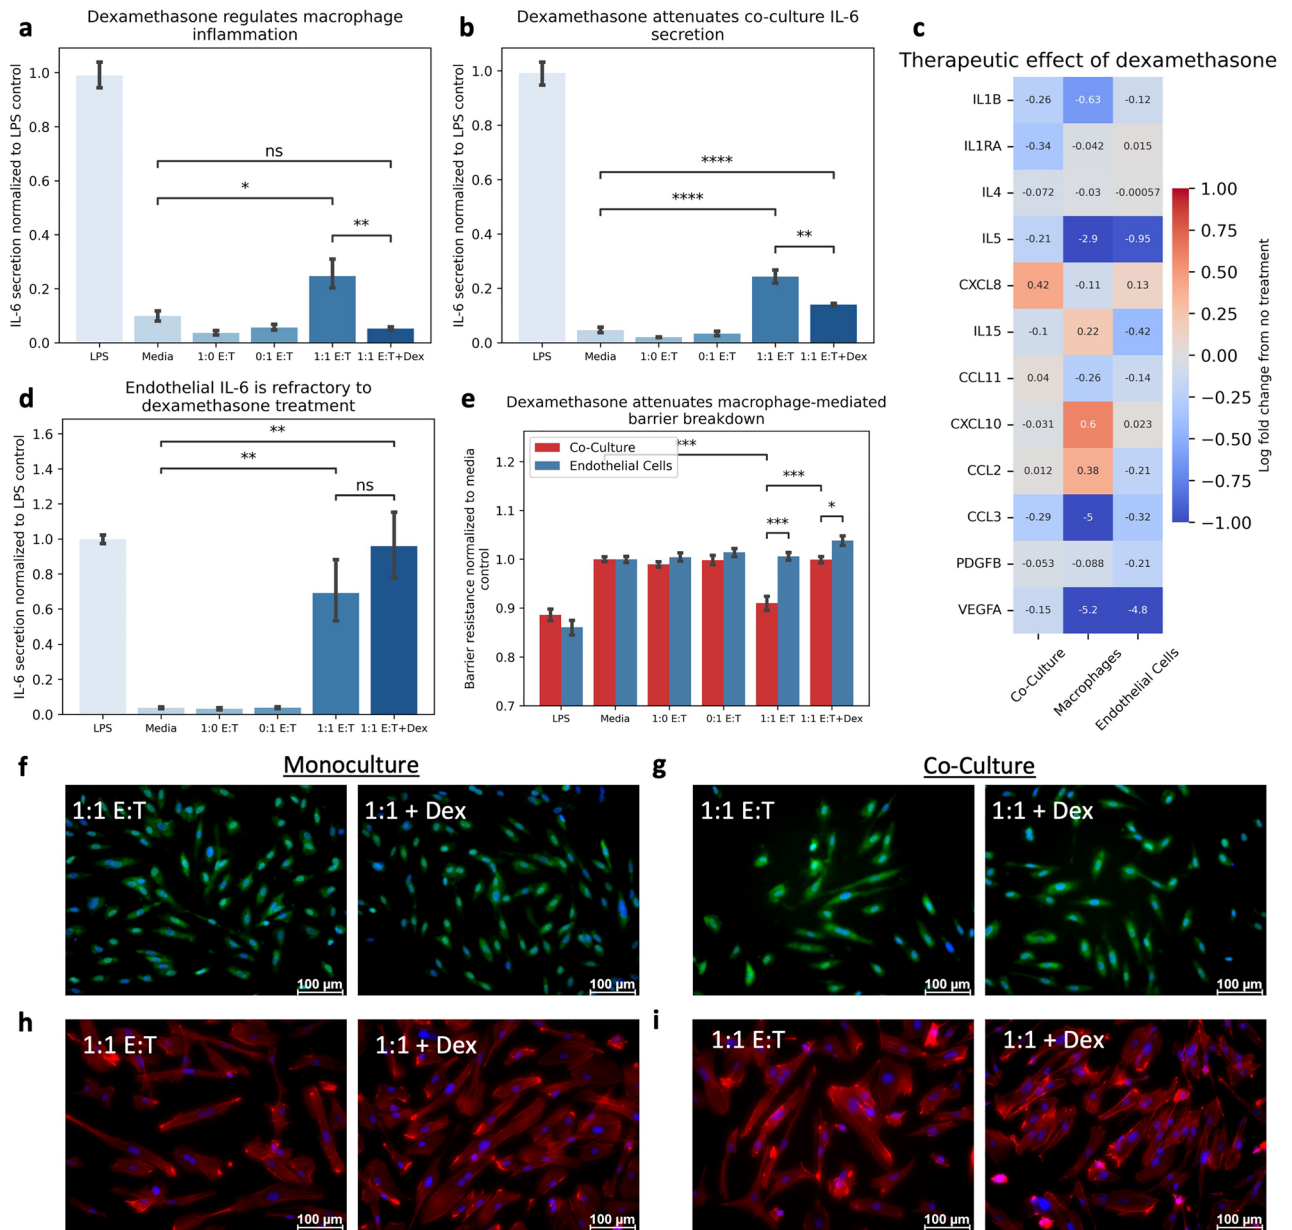 a
Dexamethasone regulates macrophage
inflammation
IL-6 secretion normalized to LPS control
1.0
0.8
0.6
0.4
0.2
0.0
ns
*
**
LPS
Media
1:0 E:T
0:1 E:T
1:1 E:T
1:1 E:T+Dex
b
Dexamethasone attenuates co-culture IL-6
secretion
IL-6 secretion normalized to LPS control
1.0
0.8
0.6
0.4
0.2
0.0
****
****
**
LPS
Media
1:0 E:T
0:1 E:T
1:1 E:T
1:1 E:T+Dex
c
Therapeutic effect of dexamethasone
IL1B -0.26 -0.63 -0.12
IL1RA -0.34 -0.042 0.015
IL4 -0.072 -0.03 -0.00057
IL5 -0.21 -2.9 -0.95
CXCL8 0.42 -0.11 0.13
IL15 -0.1 0.22 -0.42
CCL11 0.04 -0.26 -0.14
CXCL10 -0.031 0.6 0.023
CCL2 0.012 0.38 -0.21
CCL3 -0.29 -5 -0.32
PDGFB -0.053 -0.088 -0.21
VEGFA -0.15 -5.2 -4.8
Co-Culture
Macrophages
Endothelial Cells
1.00
0.75
0.50
0.25
0.00
−0.25
−0.50
−0.75
−1.00
Log fold change from no treatment
d
Endothelial IL-6 is refractory to
dexamethasone treatment
IL-6 secretion normalized to LPS control
1.6
1.4
1.2
1.0
0.8
0.6
0.4
0.2
0.0
**
**
ns
LPS
Media
1:0 E:T
0:1 E:T
1:1 E:T
1:1 E:T+Dex
e
Dexamethasone attenuates macrophage-mediated
barrier breakdown
Barrier resistance normalized to media
control
1.2
1.1
1.0
0.9
0.8
0.7
Co-Culture
Endothelial Cells
***
***
***
*
LPS
Media
1:0 E:T
0:1 E:T
1:1 E:T
1:1 E:T+Dex
f
Monoculture
1:1 E:T
100 µm
1:1 + Dex
100 µm
g
Co-Culture
1:1 E:T
100 µm
1:1 + Dex
100 µm
h
1:1 E:T
100 µm
1:1 + Dex
100 µm
i
1:1 E:T
100 µm
1:1 + Dex
100 µm